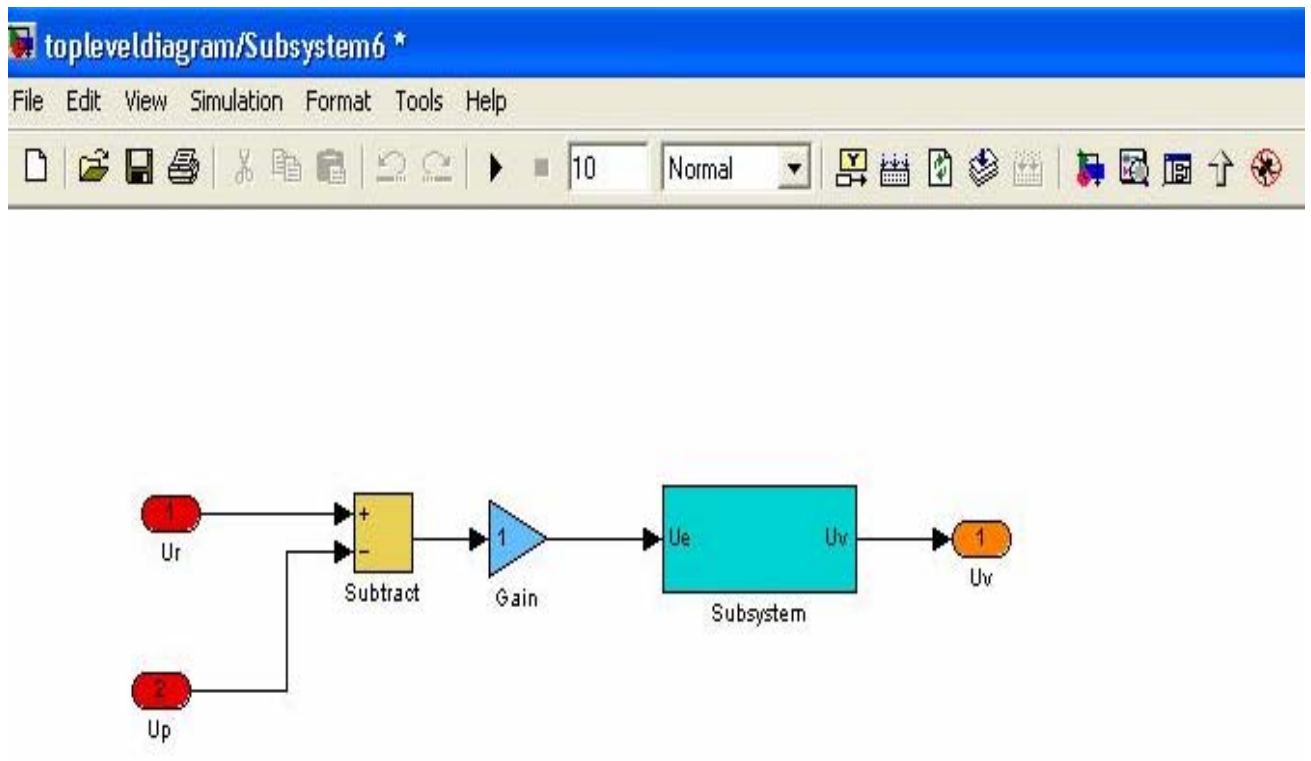 topleveldiagram/Subsystem6 *
File Edit View Simulation Format Tools Help
10 Normal
1
+
Ur
-
Subtract
1
Gain
Ue Uv
Subsystem
1
Uv
2
Up